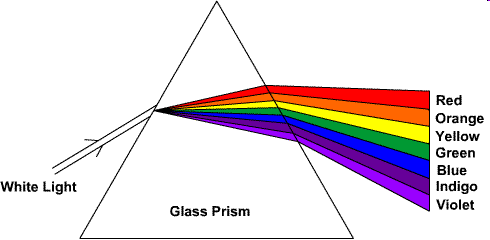 Red
Orange
Yellow
Green
Blue
Indigo
Violet
White Light
Glass Prism